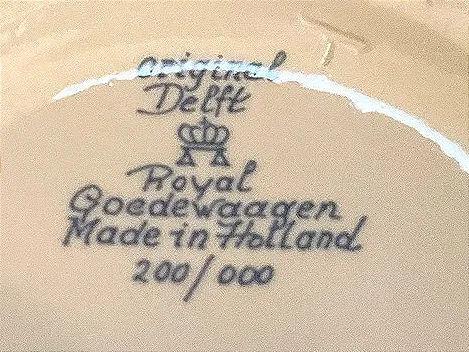 original
Delft
Royal
Goedewaagen
Made in Holland
200/000